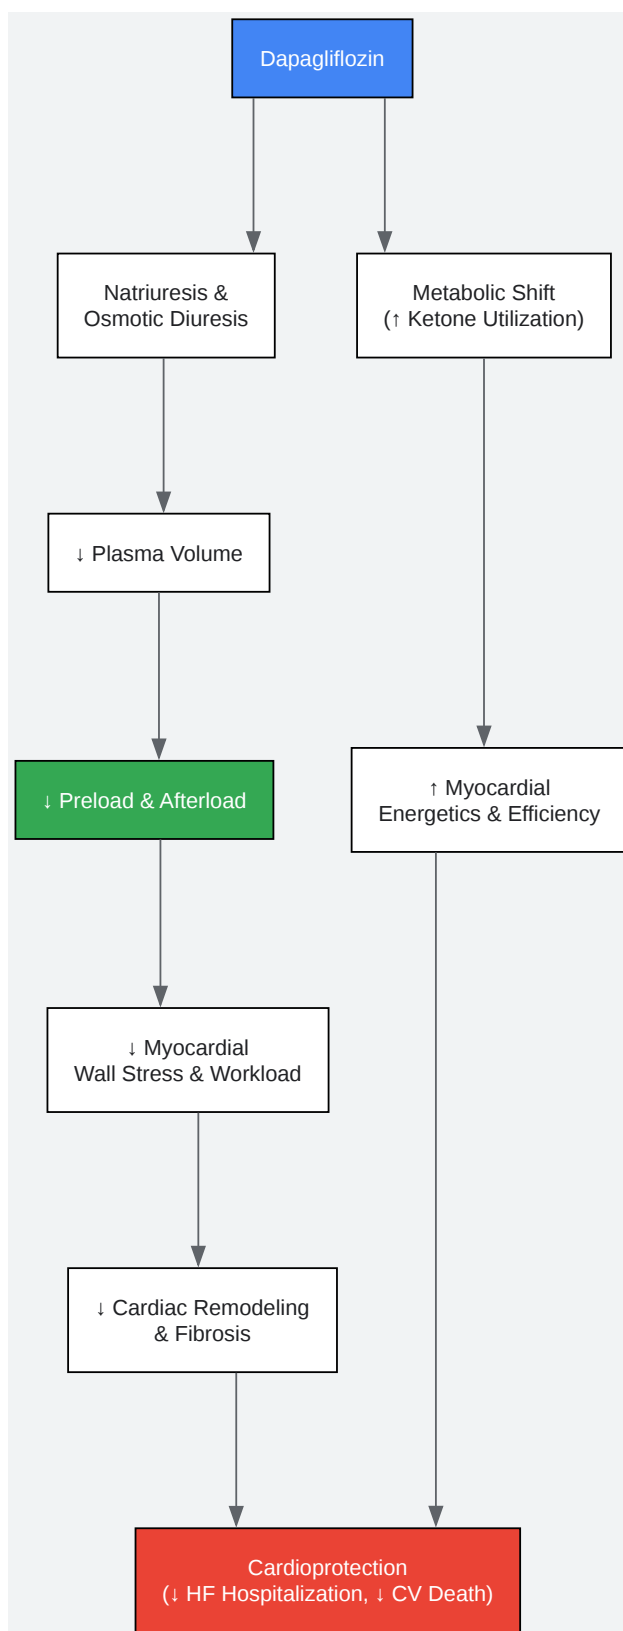 Dapagliflozin
Natriuresis &
Osmotic Diuresis
Metabolic Shift
(↑ Ketone Utilization)
↓ Plasma Volume
↓ Preload & Afterload
↑ Myocardial
Energetics & Efficiency
↓ Myocardial
Wall Stress & Workload
↓ Cardiac Remodeling
& Fibrosis
Cardioprotection
(↓ HF Hospitalization, ↓ CV Death)